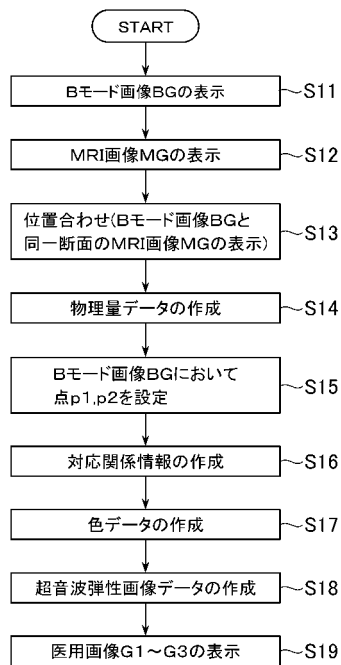 START
Bモード画像BGの表示
S11
MRI画像MGの表示
S12
位置合わせ(Bモード画像BGと
同一断面のMRI画像MGの表示)
S13
物理量データの作成
S14
Bモード画像BGにおいて
点p1,p2を設定
S15
対応関係情報の作成
S16
色データの作成
S17
超音波弾性画像データの作成
S18
医用画像G1～G3の表示
S19